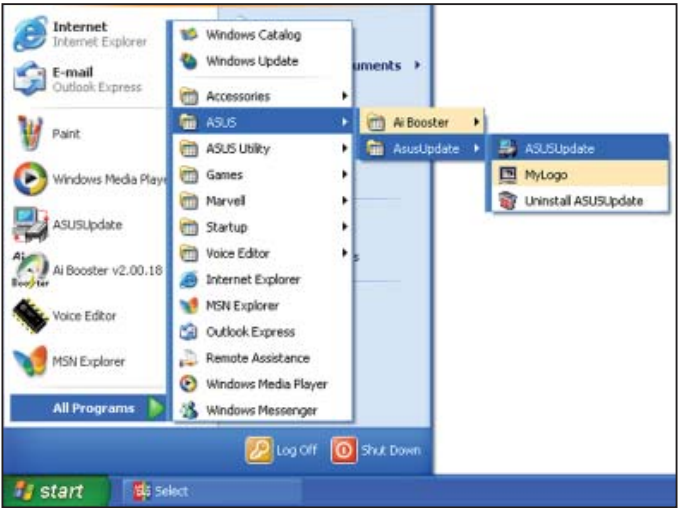 Internet
Internet Explorer
E-mail
Outlook Express
Paint
Windows Media Playe
ASUSUpdate
Ai Booster v2.00.18
Voice Editor
MSN Explorer
All Programs
Windows Catalog
Windows Update
Accessories
ASUS
ASUS Utility
Games
Marvell
Startup
Voice Editor
Internet Explorer
MSN Explorer
Outlook Express
Remote Assistance
Windows Media Player
Windows Messenger
uments
s
Ai Booster
AsusUpdate
ASUSUpdate
MyLogo
Uninstall ASUSUpdate
Log Off
Shut Down
start
Select